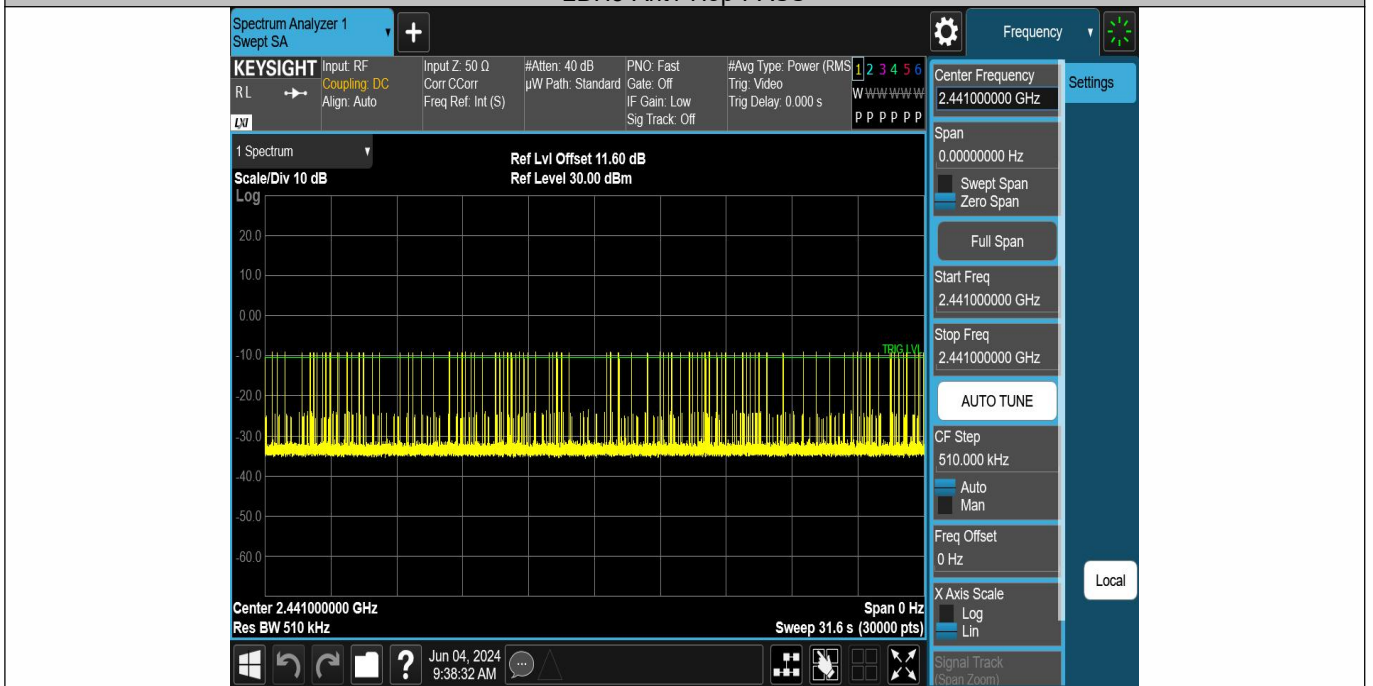 Spectrum Analyzer 1
Swept SA
Frequency
KEYSIGHT
RL
LXI
Input: RF
Coupling: DC
Align: Auto
Input Z: 50 Ω
Corr CCorr
Freq Ref: Int (S)
#Atten: 40 dB
µW Path: Standard
PNO: Fast
Gate: Off
IF Gain: Low
Sig Track: Off
#Avg Type: Power (RMS
Trig: Video
Trig Delay: 0.000 s
1 2 3 4 5 6
W W W W W W
P P P P P P
1 Spectrum
Scale/Div 10 dB
Ref Lvl Offset 11.60 dB
Ref Level 30.00 dBm
Log
20.0
10.0
0.00
-10.0
TRIG LVL
-20.0
-30.0
-40.0
-50.0
-60.0
Center 2.441000000 GHz
Span 0 Hz
Res BW 510 kHz
Sweep 31.6 s (30000 pts)
Jun 04, 2024
9:38:32 AM
Center Frequency
2.441000000 GHz
Settings
Span
0.00000000 Hz
Swept Span
Zero Span
Full Span
Start Freq
2.441000000 GHz
Stop Freq
2.441000000 GHz
AUTO TUNE
CF Step
510.000 kHz
Auto
Man
Freq Offset
0 Hz
Local
X Axis Scale
Log
Lin
Signal Track
(Span Zoom)